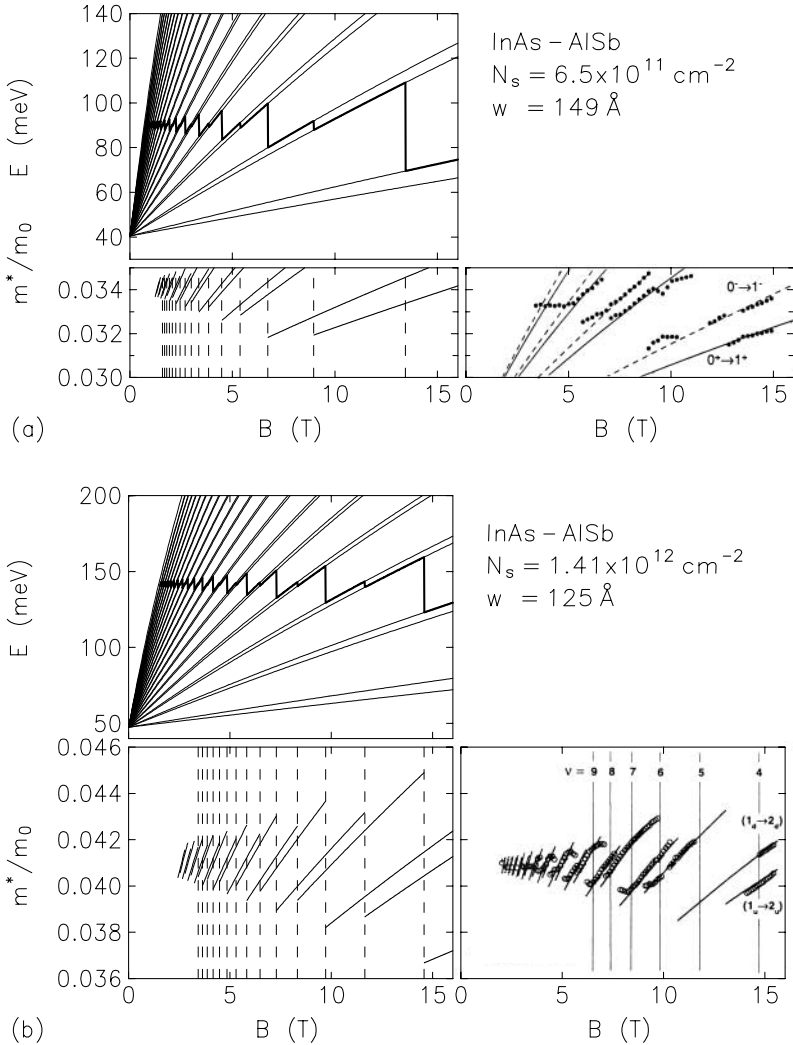 140
120
100
80
60
40
E (meV)
InAs-AlSb
N_s = 6.5x10^11 cm^-2
w = 149 Å
0.034
0.032
0.030
m*/m_0
0⁻→1⁻
0⁺→1⁺
0 5 10 15
0 5 10 15
(a)
B (T)
B (T)
200
150
100
50
E (meV)
InAs-AlSb
N_s = 1.41x10^12 cm^-2
w = 125 Å
0.046
0.044
0.042
0.040
0.038
0.036
m*/m_0
V = 9 8 7 6 5 4
(1_d→2_d)
(1_u→2_u)
0 5 10 15
0 5 10 15
(b)
B (T)
B (T)